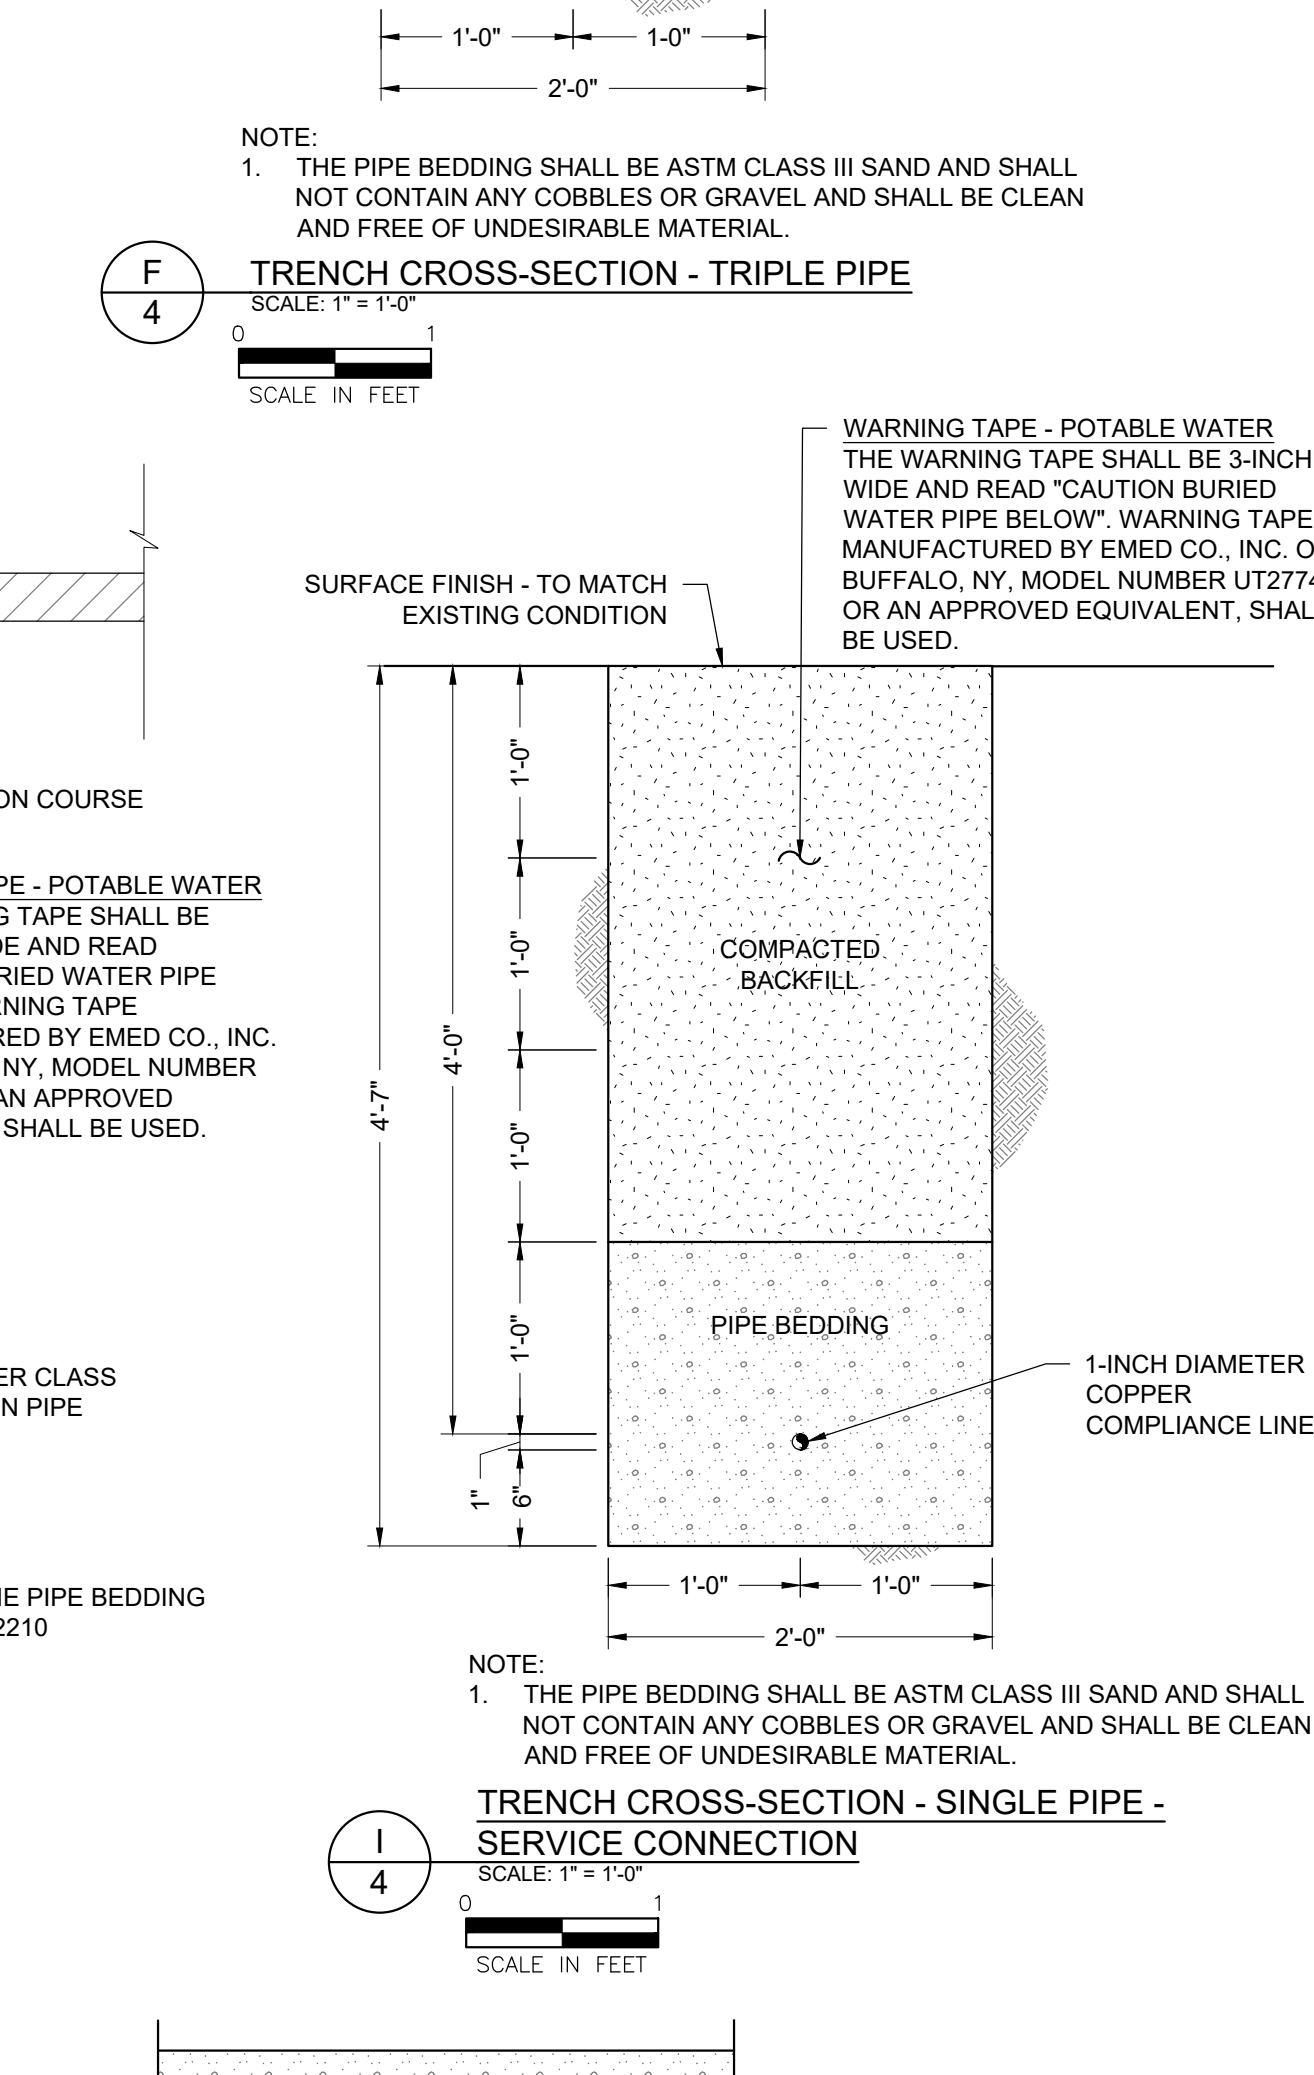 1'-0"
1-0"
2'-0"
NOTE:
1. THE PIPE BEDDING SHALL BE ASTM CLASS III SAND AND SHALL
NOT CONTAIN ANY COBBLES OR GRAVEL AND SHALL BE CLEAN
AND FREE OF UNDESIRABLE MATERIAL.
F
4
TRENCH CROSS-SECTION - TRIPLE PIPE
SCALE: 1" = 1'-0"
0
1
SCALE IN FEET
WARNING TAPE - POTABLE WATER
THE WARNING TAPE SHALL BE 3-INCH
WIDE AND READ "CAUTION BURIED
WATER PIPE BELOW". WARNING TAPE
MANUFACTURED BY EMED CO., INC. O
BUFFALO, NY, MODEL NUMBER UT2774
OR AN APPROVED EQUIVALENT, SHAL
BE USED.
SURFACE FINISH - TO MATCH
EXISTING CONDITION
ON COURSE
PE - POTABLE WATER
G TAPE SHALL BE
DE AND READ
RIED WATER PIPE
RNING TAPE
RED BY EMED CO., INC.
NY, MODEL NUMBER
AN APPROVED
SHALL BE USED.
ER CLASS
N PIPE
HE PIPE BEDDING
2210
4'-7"
4'-0"
1'-0"
1'-0"
1'-0"
1'-0"
1"
6"
COMPACTED
BACKFILL
PIPE BEDDING
1-INCH DIAMETER
COPPER
COMPLIANCE LINE
1'-0"
1'-0"
2'-0"
NOTE:
1. THE PIPE BEDDING SHALL BE ASTM CLASS III SAND AND SHALL
NOT CONTAIN ANY COBBLES OR GRAVEL AND SHALL BE CLEAN
AND FREE OF UNDESIRABLE MATERIAL.
I
4
TRENCH CROSS-SECTION - SINGLE PIPE -
SERVICE CONNECTION
SCALE: 1" = 1'-0"
0
1
SCALE IN FEET